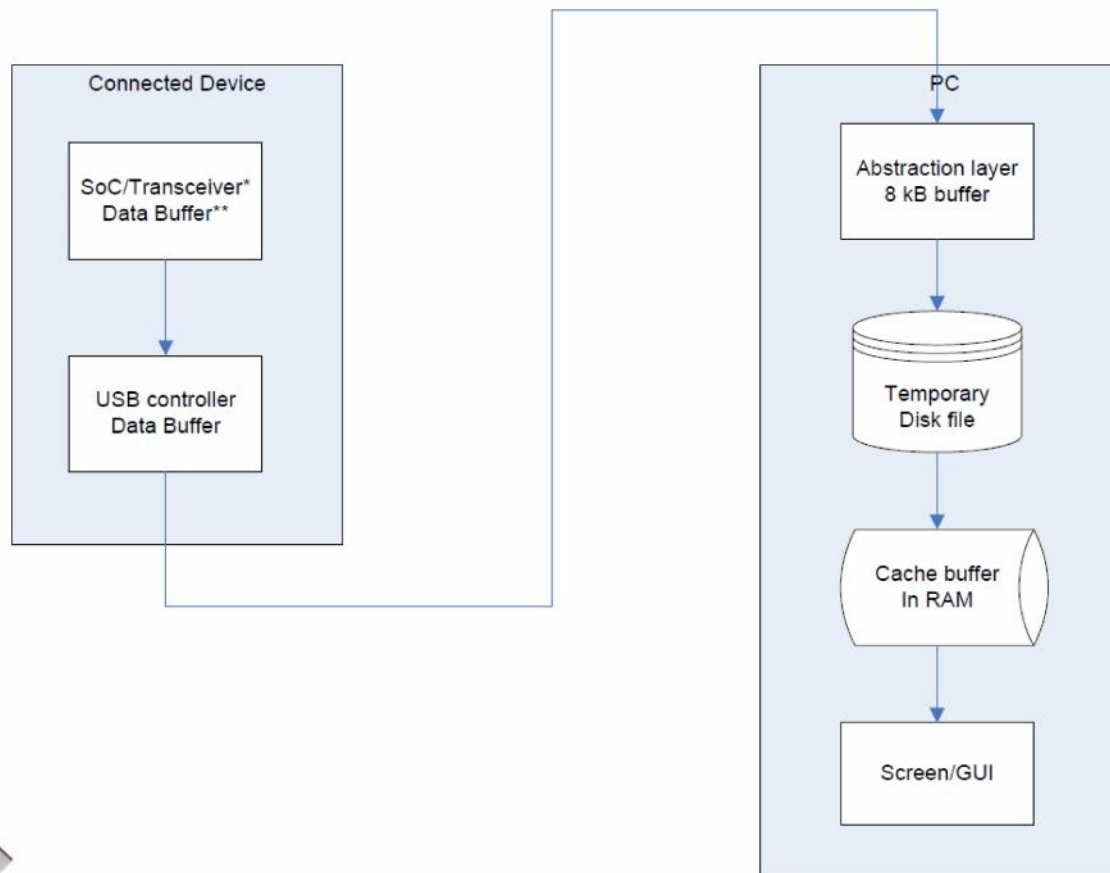 Connected Device
SoC/Transceiver*
Data Buffer**
USB controller
Data Buffer
PC
Abstraction layer
8 kB buffer
Temporary
Disk file
Cache buffer
In RAM
Screen/GUI